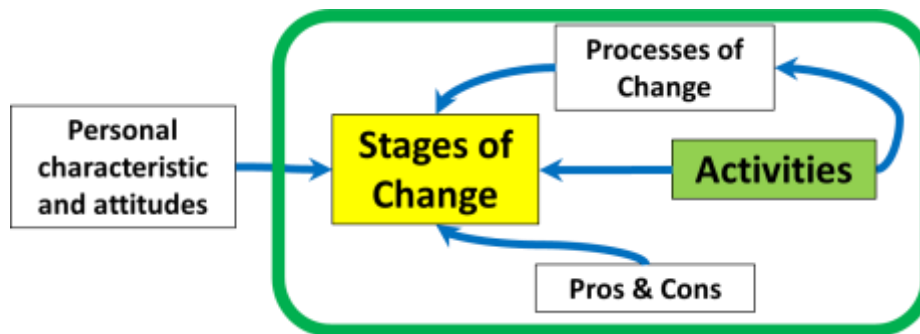 Processes of
Change
Personal
characteristic
and attitudes
Stages of
Change
Activities
Pros & Cons